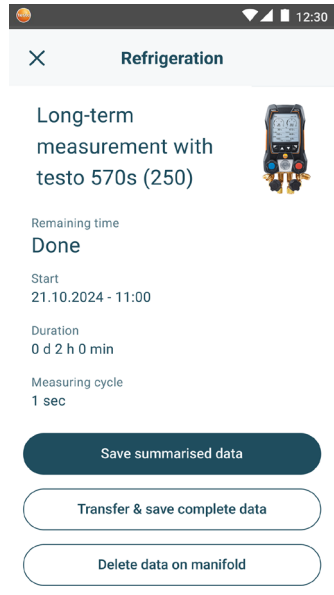 12:30
Refrigeration
Long-term
measurement with
testo 570s (250)
Remaining time
Done
Start
21.10.2024 - 11:00
Duration
0 d 2 h 0 min
Measuring cycle
1 sec
Save summarised data
Transfer & save complete data
Delete data on manifold